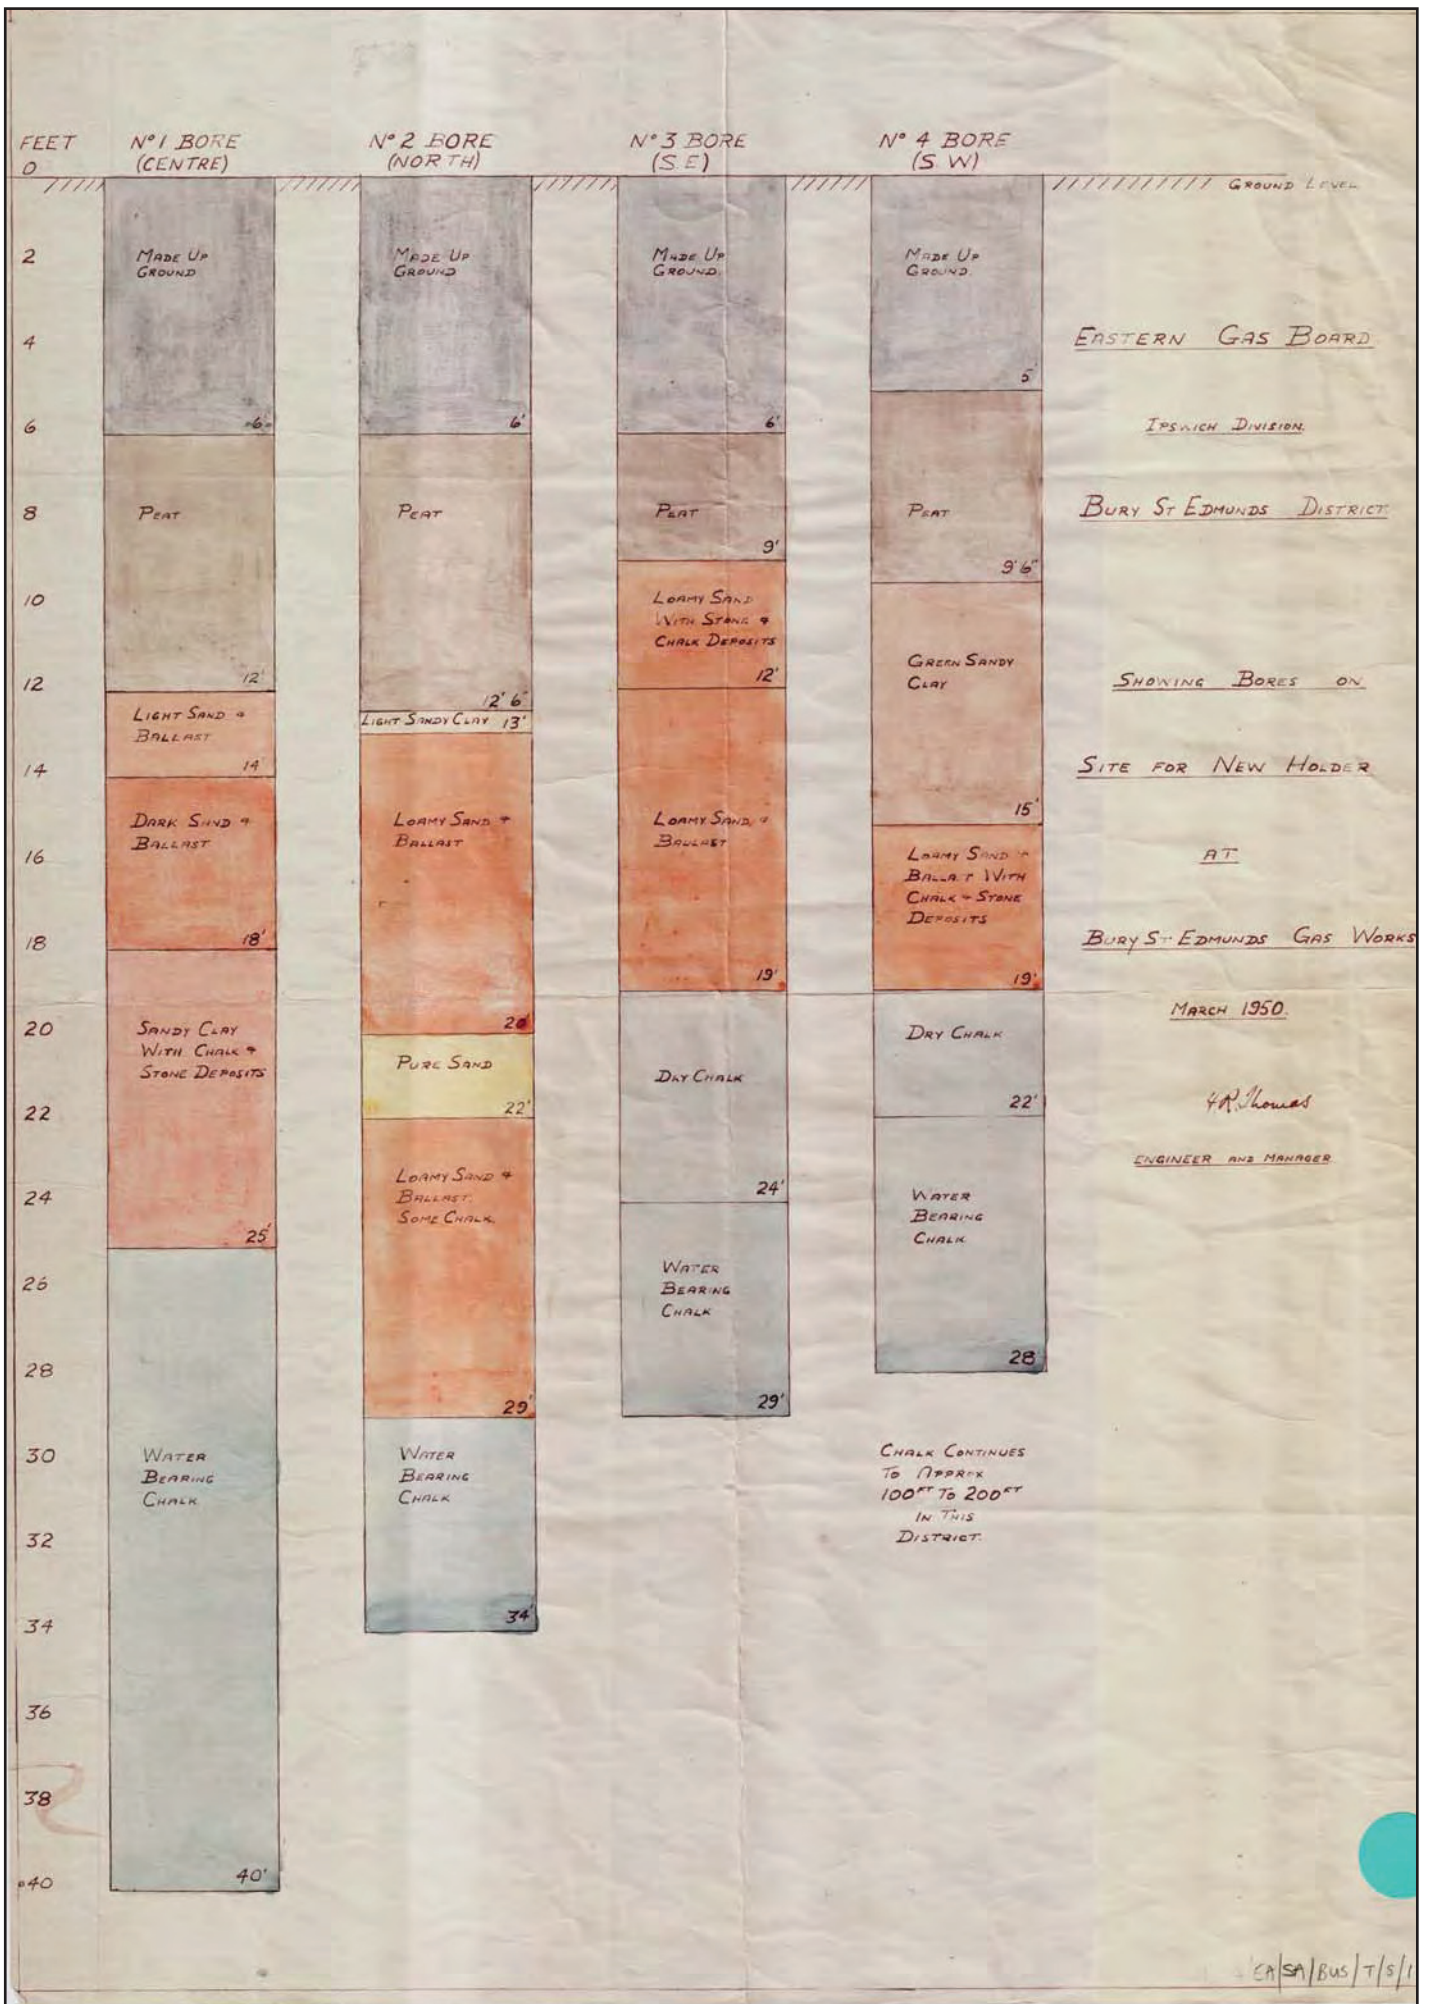 FEET
0
2
4
6
8
10
12
14
16
18
20
22
24
26
28
30
32
34
36
38
40
Nº 1 BORE
(CENTRE)
MADE UP
GROUND
6'
PEAT
12'
LIGHT SAND &
BALLAST
14'
DARK SAND &
BALLAST
18'
SANDY CLAY
WITH CHALK &
STONE DEPOSITS
25'
WATER
BEARING
CHALK
40'
Nº 2 BORE
(NORTH)
MADE UP
GROUND
6'
PEAT
12' 6"
LIGHT SANDY CLAY 13'
LOAMY SAND &
BALLAST
20'
PURE SAND
22'
LOAMY SAND &
BALLAST.
SOME CHALK.
29'
WATER
BEARING
CHALK
34'
Nº 3 BORE
(S.E)
MADE UP
GROUND.
6'
PEAT
9'
LOAMY SAND
WITH STONE &
CHALK DEPOSITS
12'
LOAMY SAND &
BALLAST
19'
DRY CHALK
24'
WATER
BEARING
CHALK
29'
Nº 4 BORE
(S.W)
MADE UP
GROUND.
5'
PEAT
9' 6"
GREEN SANDY
CLAY
15'
LOAMY SAND &
BALLAST WITH
CHALK & STONE
DEPOSITS
19'
DRY CHALK
22'
WATER
BEARING
CHALK
28'
CHALK CONTINUES
TO APPROX
100FT TO 200FT
IN THIS
DISTRICT.
GROUND LEVEL
EASTERN GAS BOARD
IPSWICH DIVISION.
BURY ST EDMUNDS DISTRICT
SHOWING BORES ON
SITE FOR NEW HOLDER
AT
BURY ST EDMUNDS GAS WORKS
MARCH 1950.
Thomas
ENGINEER AND MANAGER
EA/SA/BUS/T/S/1